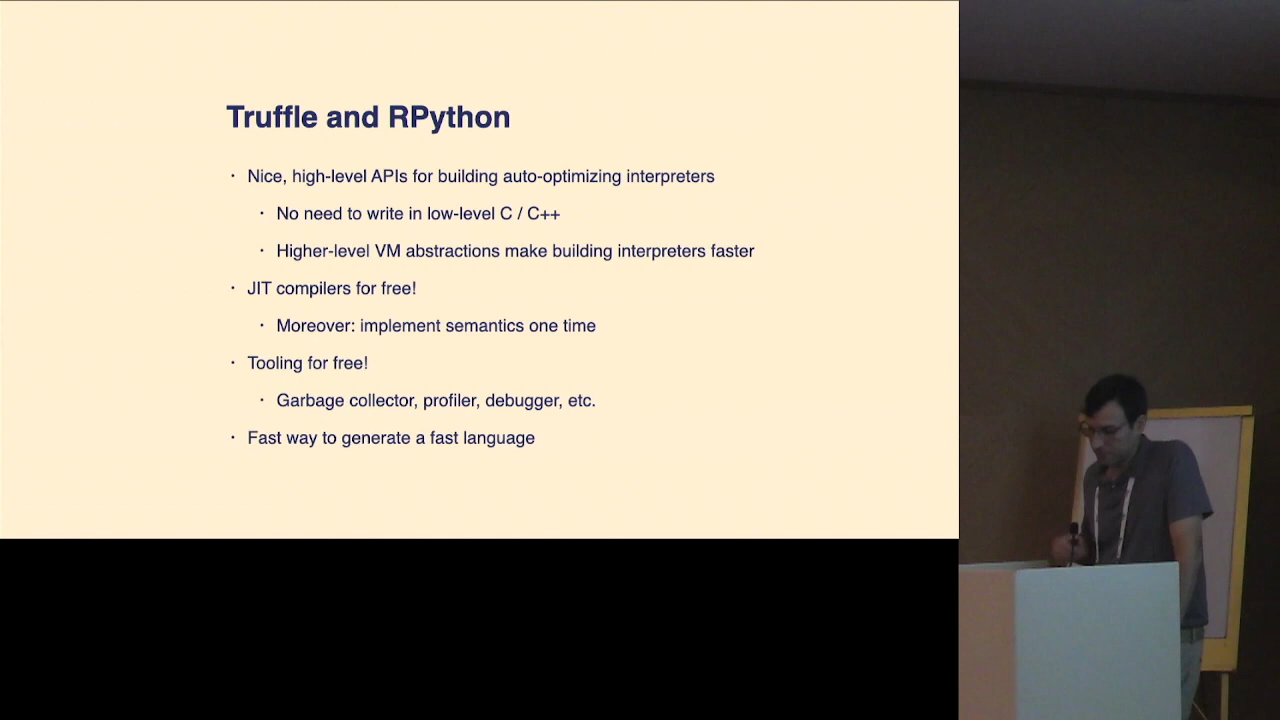 Truffle and RPython
· Nice, high-level APIs for building auto-optimizing interpreters
· No need to write in low-level C / C++
· Higher-level VM abstractions make building interpreters faster
· JIT compilers for free!
· Moreover: implement semantics one time
· Tooling for free!
· Garbage collector, profiler, debugger, etc.
· Fast way to generate a fast language